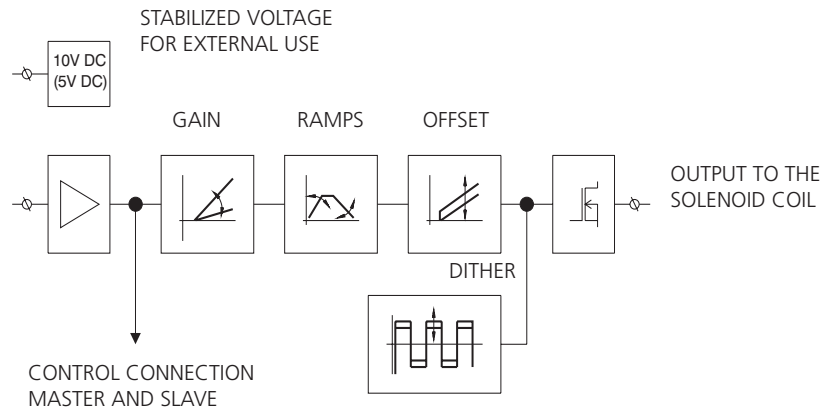 STABILIZED VOLTAGE
FOR EXTERNAL USE
10V DC
(5V DC)
GAIN
RAMPS
OFFSET
OUTPUT TO THE
SOLENOID COIL
DITHER
CONTROL CONNECTION
MASTER AND SLAVE